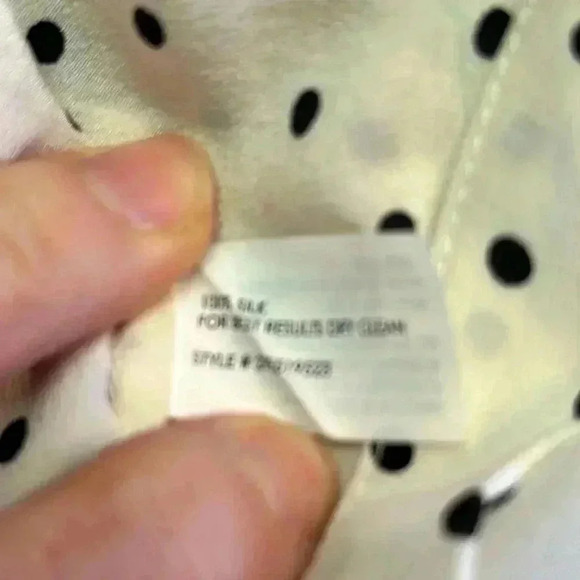 100% SILK
FOR BEST RESULTS DRY CLEAN
STYLE #